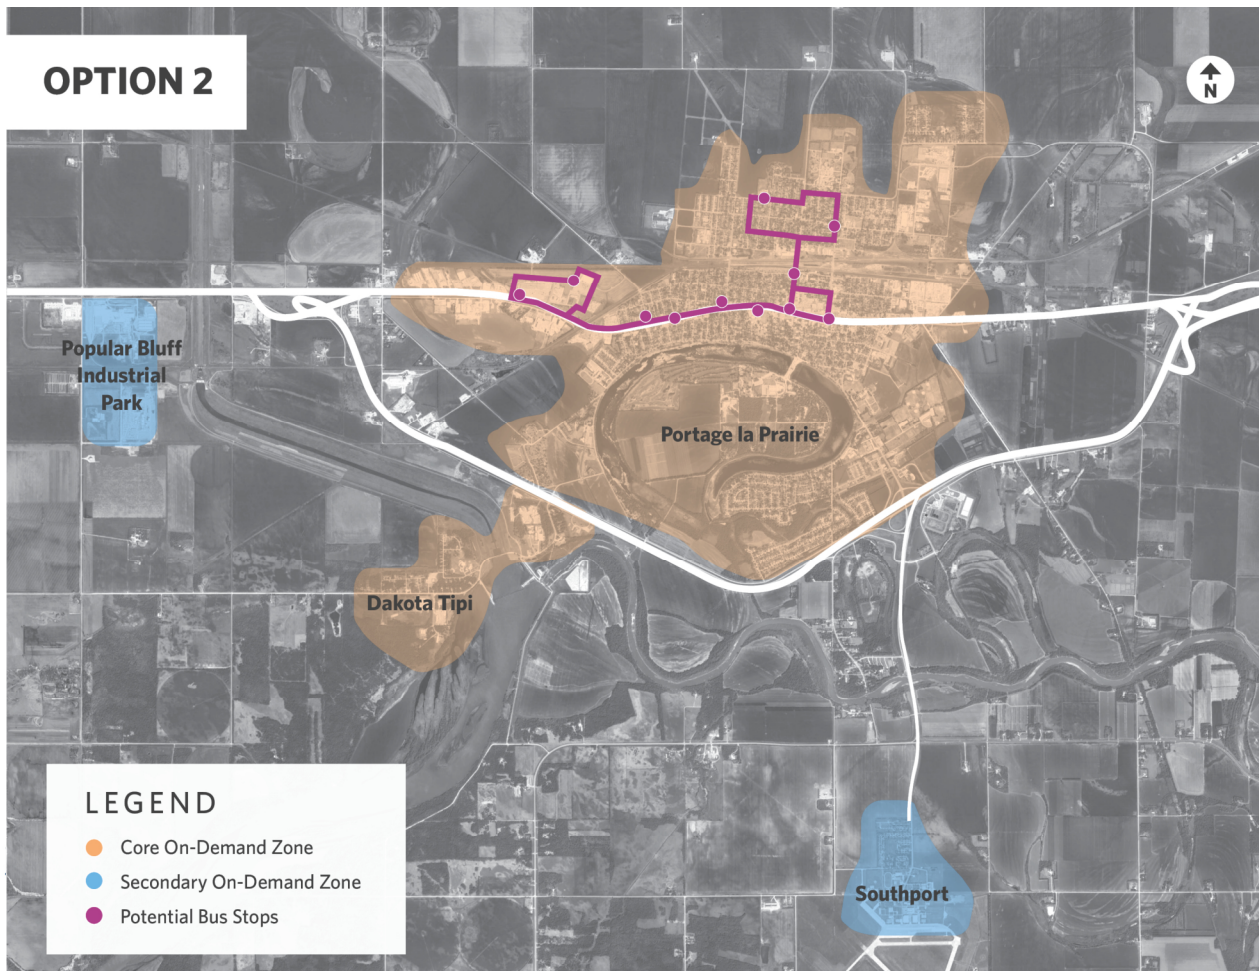 OPTION 2
N
Popular Bluff
Industrial
Park
Portage la Prairie
Dakota Tipi
LEGEND
Core On-Demand Zone
Secondary On-Demand Zone
Potential Bus Stops
Southport